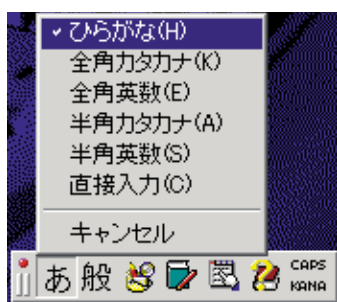 ひらがな(H)
全角カタカナ(K)
全角英数(E)
半角カタカナ(A)
半角英数(S)
直接入力(C)
キャンセル
あ 般 CAPS
KANA